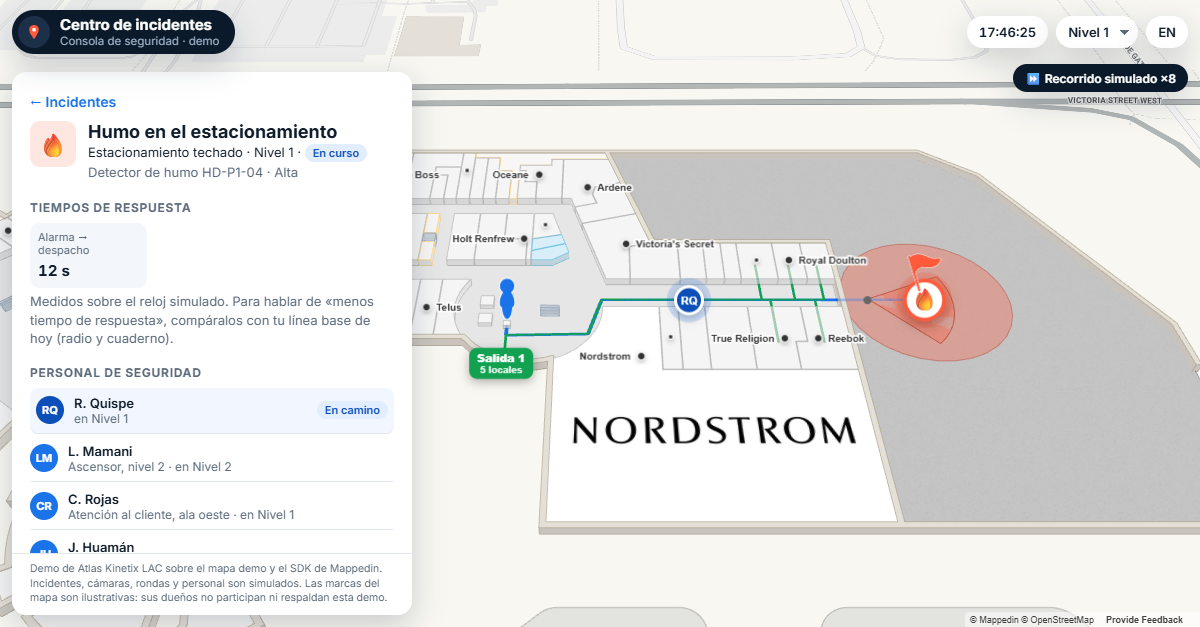 Centro de incidentes
Consola de seguridad · demo
17:46:25
Nivel 1
EN
Recorrido simulado ×8
VICTORIA STREET WEST
← Incidentes
Humo en el estacionamiento
Estacionamiento techado · Nivel 1 · En curso
Detector de humo HD-P1-04 · Alta
TIEMPOS DE RESPUESTA
Alarma →
despacho
12 s
Medidos sobre el reloj simulado. Para hablar de «menos
tiempo de respuesta», compáralos con tu línea base de
hoy (radio y cuaderno).
PERSONAL DE SEGURIDAD
RQ
R. Quispe
en Nivel 1
En camino
LM
L. Mamani
Ascensor, nivel 2 · en Nivel 2
CR
C. Rojas
Atención al cliente, ala oeste · en Nivel 1
J. Huamán
Demo de Atlas Kinetix LAC sobre el mapa demo y el SDK de Mappedin.
Incidentes, cámaras, rondas y personal son simulados. Las marcas del
mapa son ilustrativas: sus dueños no participan ni respaldan esta demo.
Boss
Oceane
Ardene
Holt Renfrew
Victoria's Secret
Royal Doulton
Telus
RQ
True Religion
Reebok
Salida 1
5 locales
Nordstrom
NORDSTROM
© Mappedin © OpenStreetMap
Provide Feedback